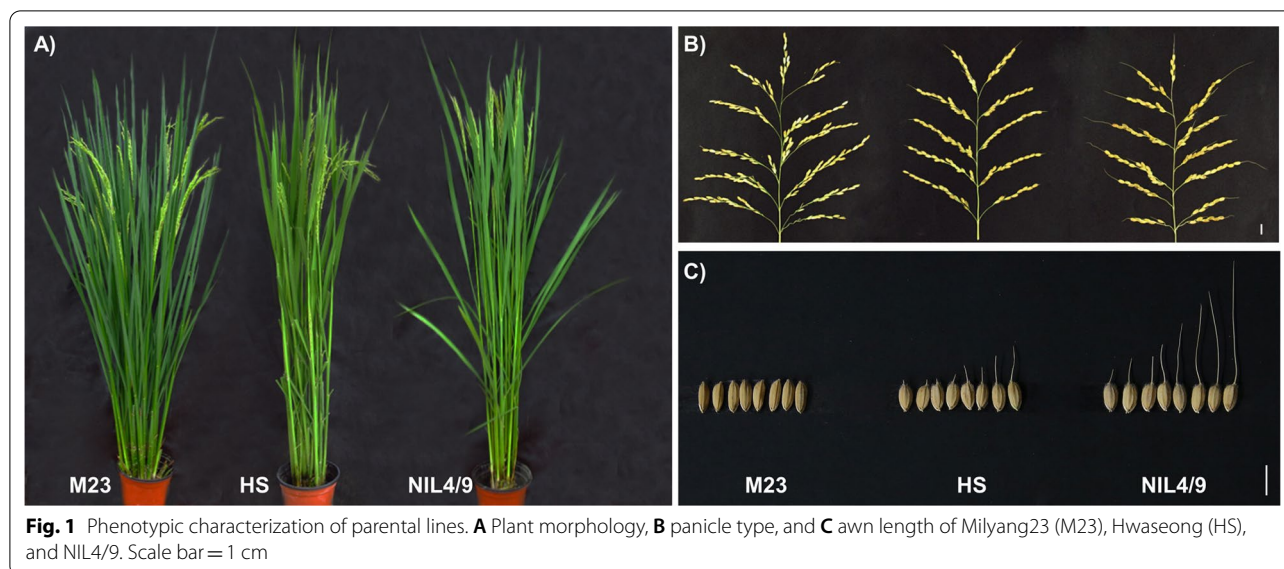 A)
M23
HS
NIL4/9
B)
C)
M23
HS
NIL4/9
Fig. 1 Phenotypic characterization of parental lines. A Plant morphology, B panicle type, and C awn length of Milyang23 (M23), Hwaseong (HS),
and NIL4/9. Scale bar = 1 cm